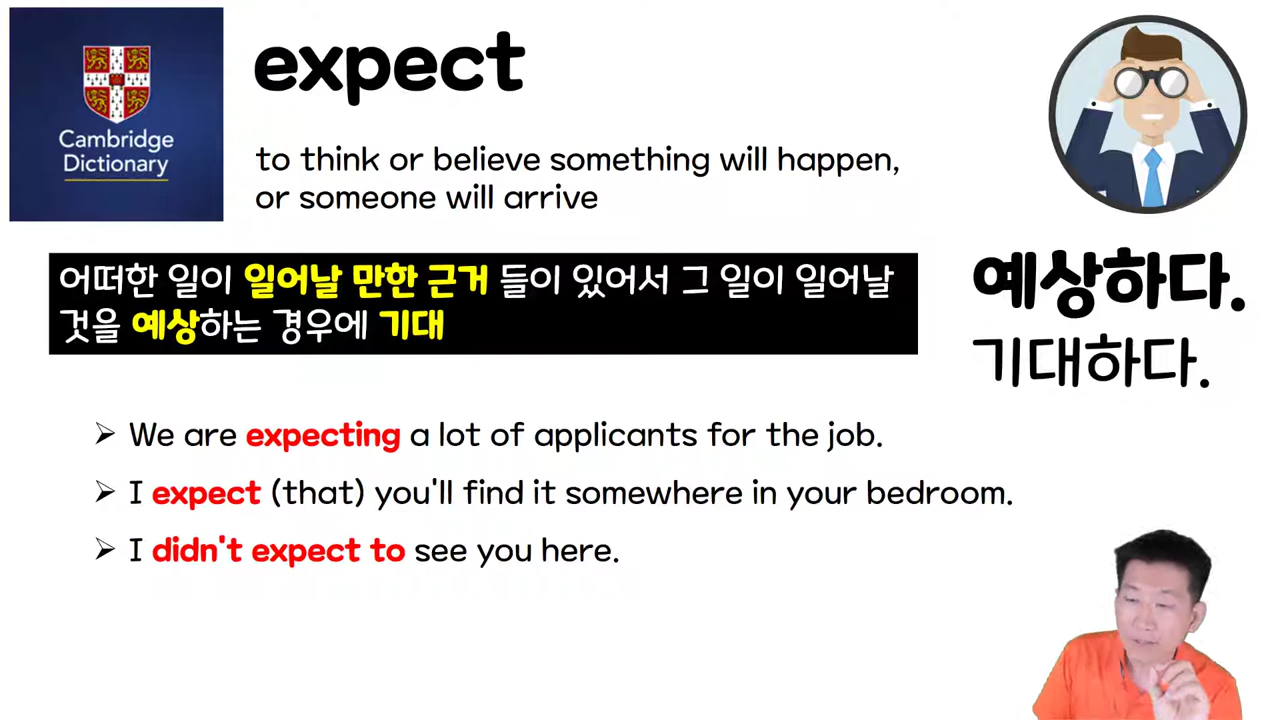 Cambridge
Dictionary
expect
to think or believe something will happen,
or someone will arrive
어떠한 일이 일어날 만한 근거 들이 있어서 그 일이 일어날
것을 예상하는 경우에 기대
예상하다.
기대하다.
➢ We are expecting a lot of applicants for the job.
➢ I expect (that) you'll find it somewhere in your bedroom.
➢ I didn't expect to see you here.